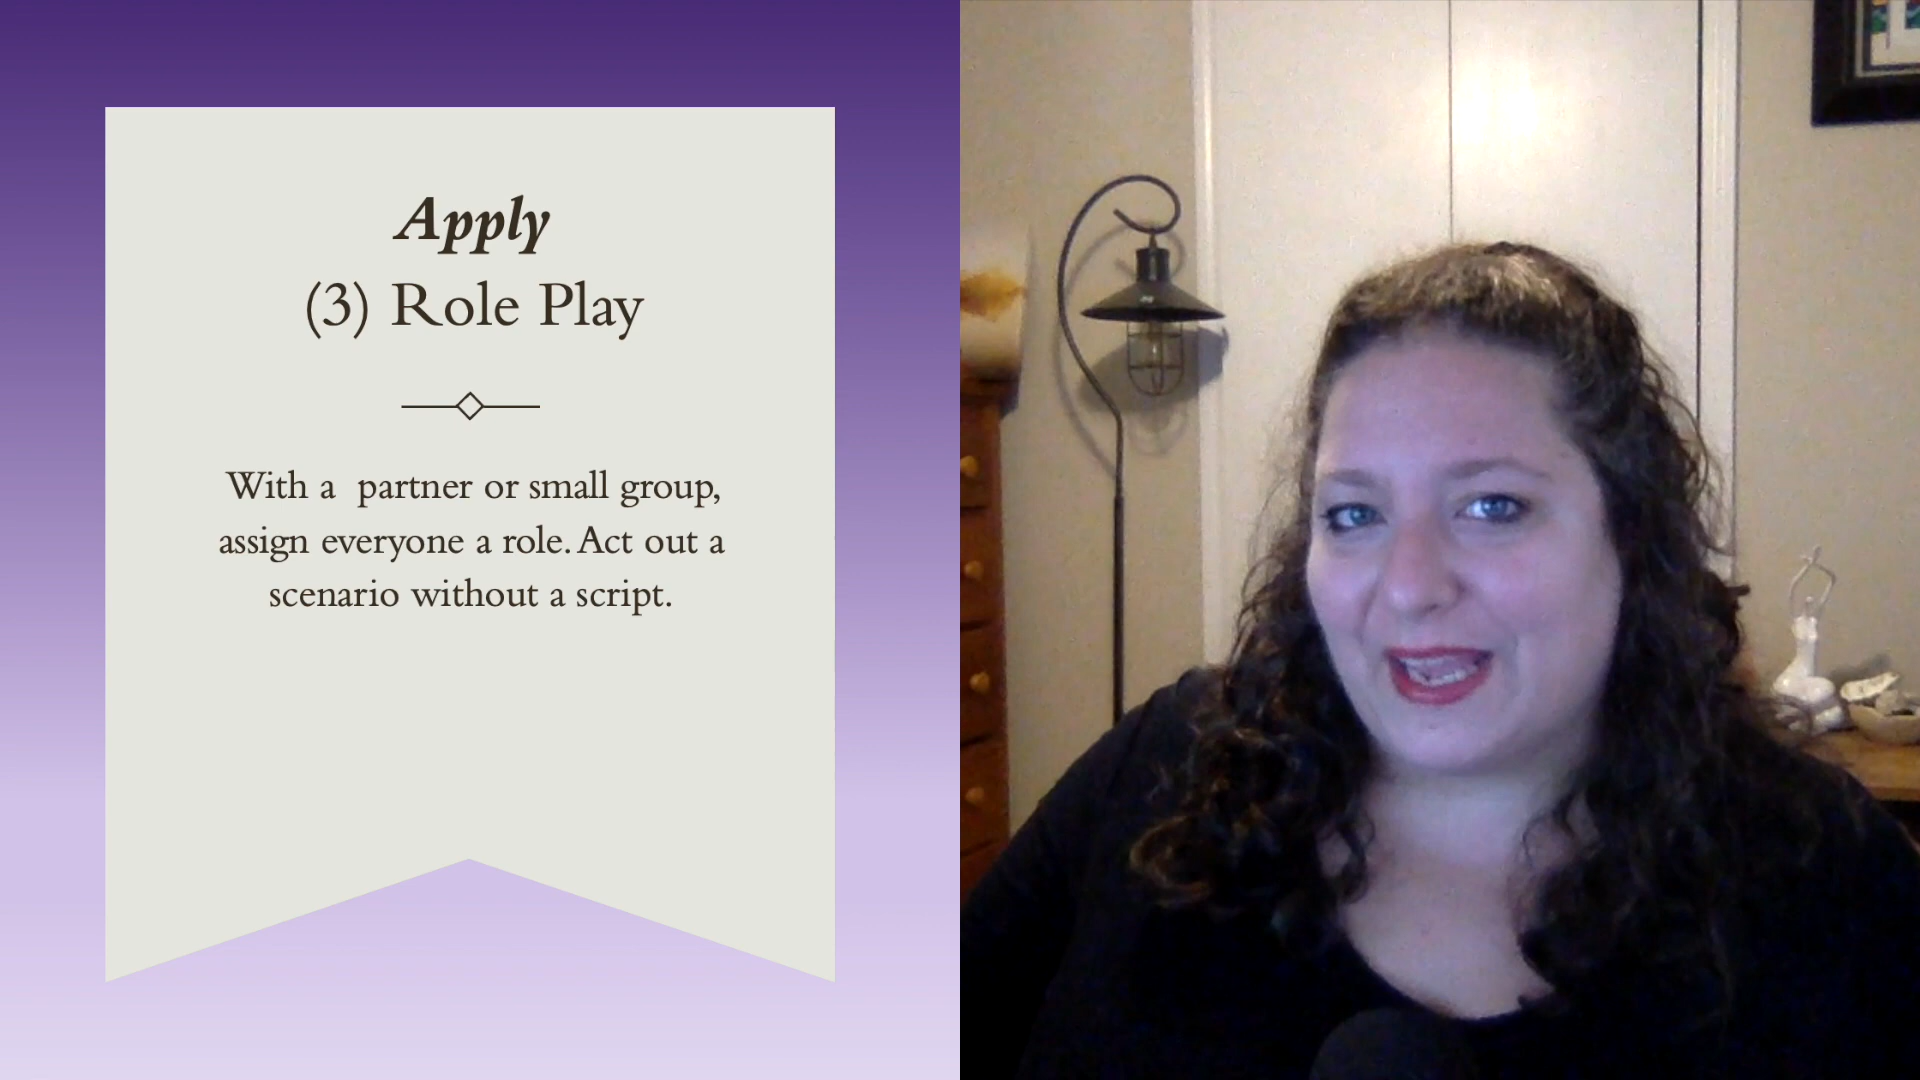 Apply
(3) Role Play
With a  partner or small group,
assign everyone a role. Act out a
scenario without a script.